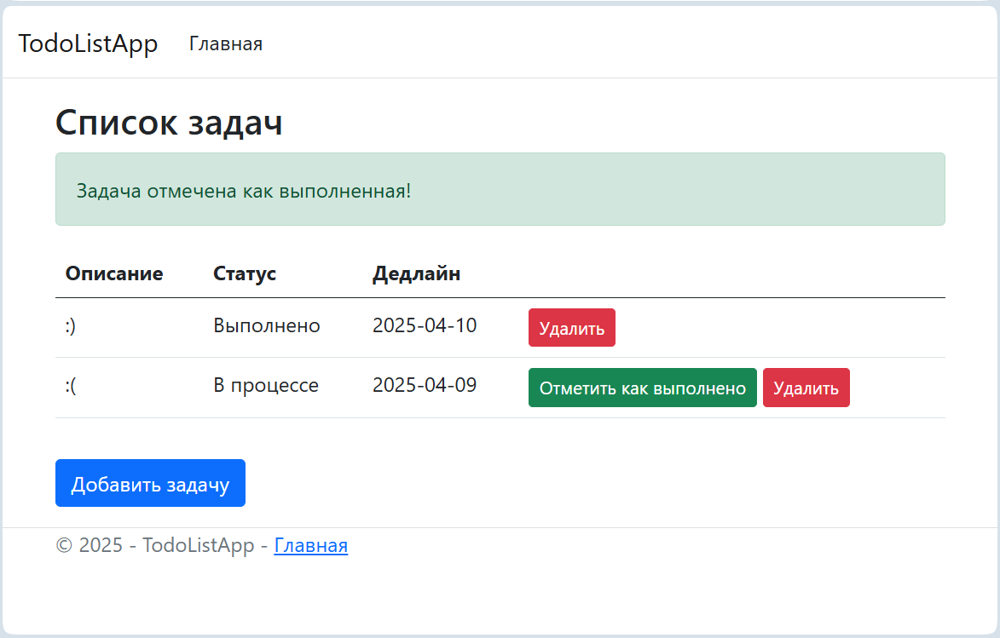 TodoListApp Главная
Список задач
Задача отмечена как выполненная!
Описание Статус Дедлайн
:) Выполнено 2025-04-10 Удалить
:( В процессе 2025-04-09 Отметить как выполнено Удалить
Добавить задачу
© 2025 - TodoListApp - Главная